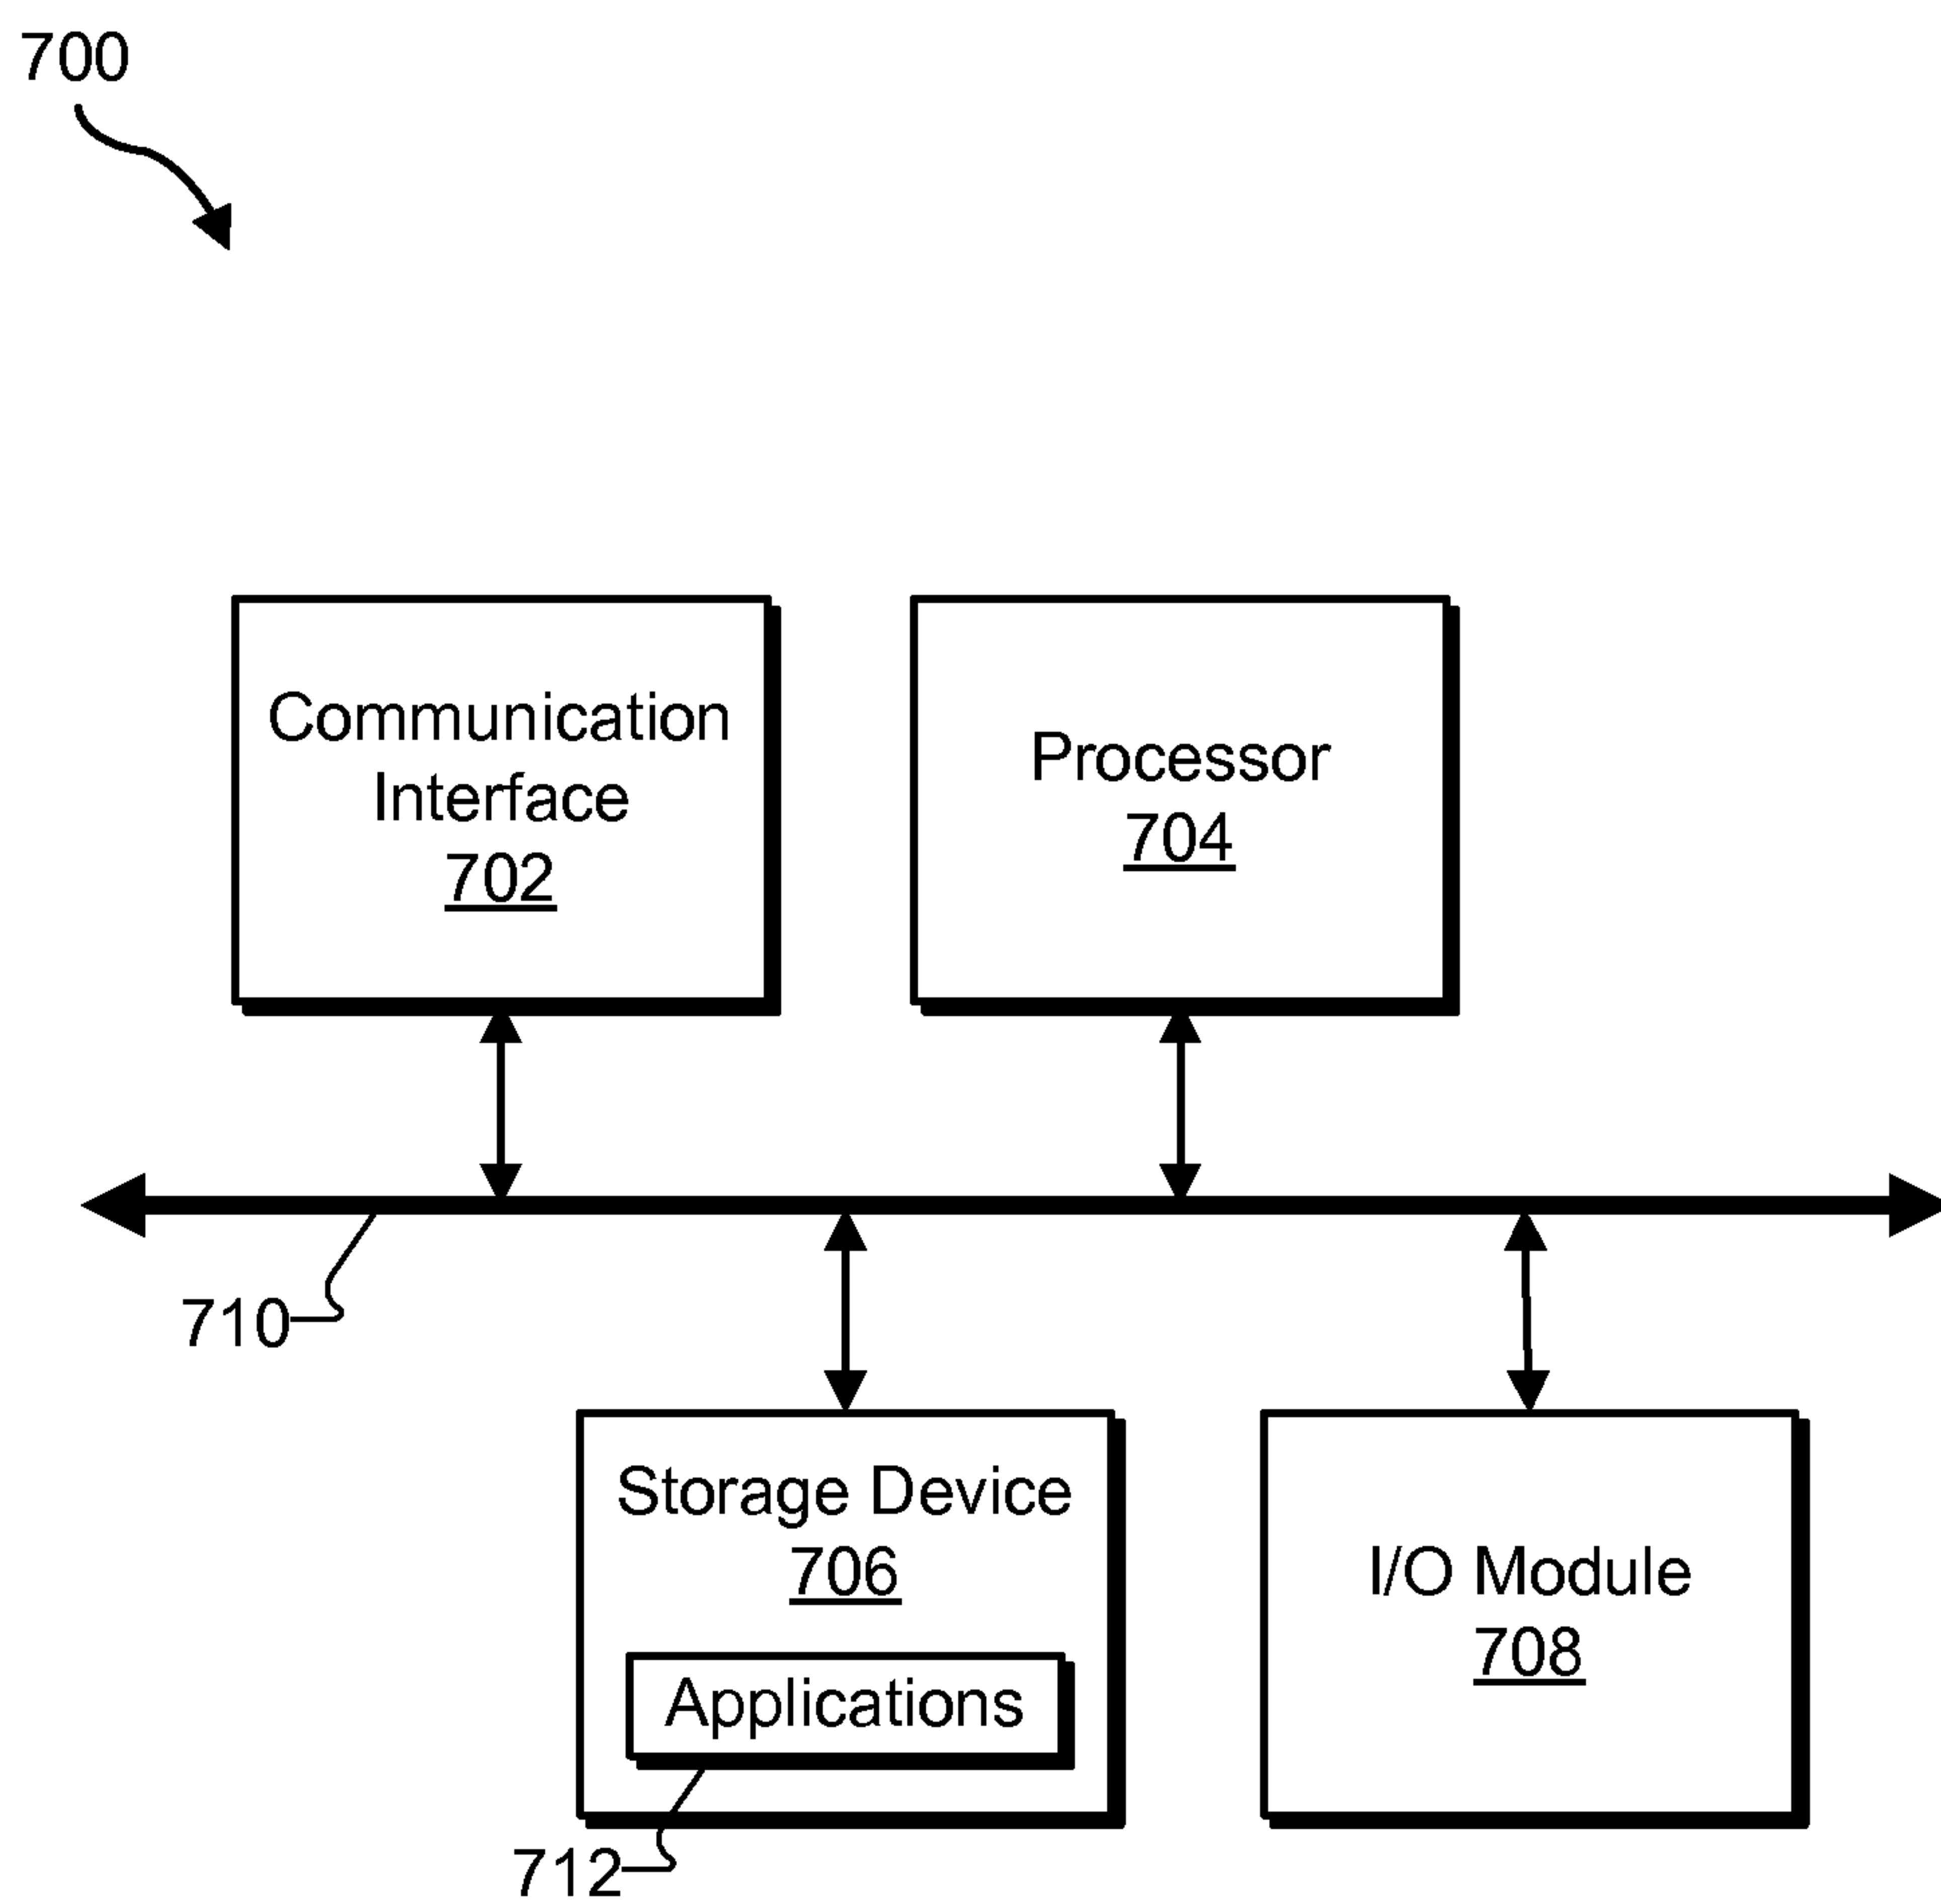 700
Communication
Interface
702
Processor
704
710
Storage Device
706
Applications
712
I/O Module
708